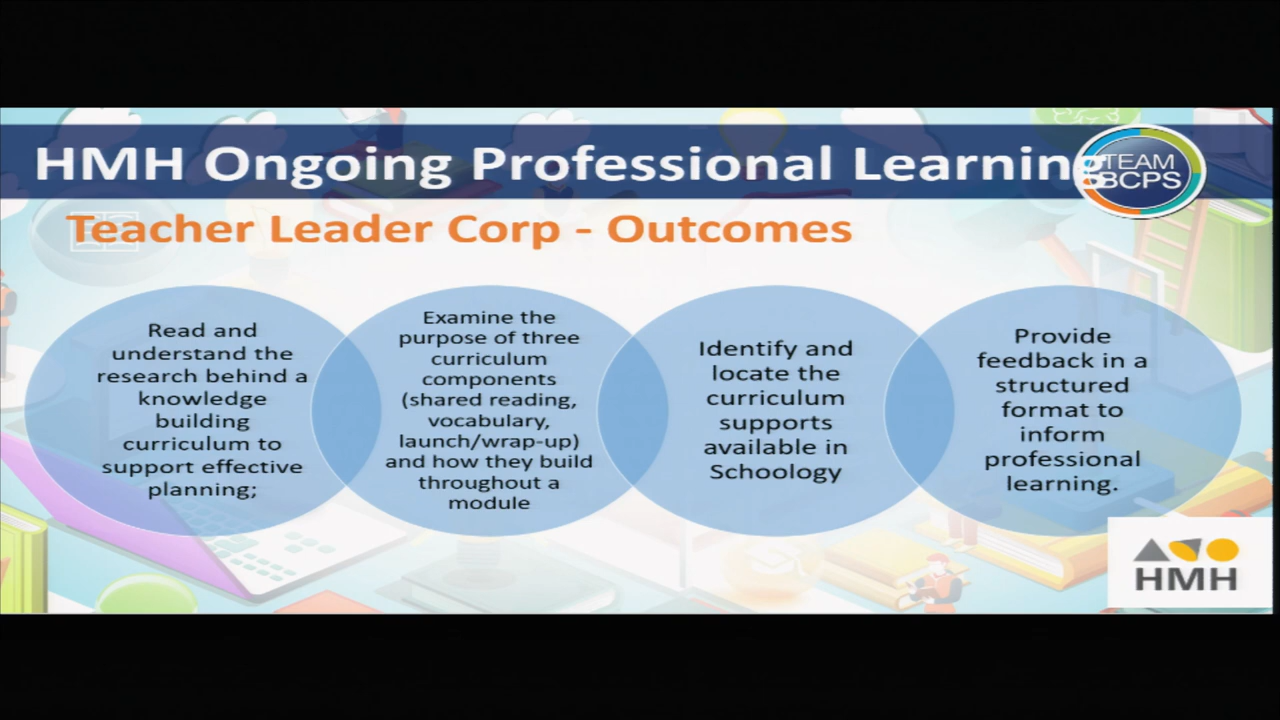 HMH Ongoing Professional Learning
TEAM
BCPS
Teacher Leader Corp - Outcomes
Read and
understand the
research behind a
knowledge
building
curriculum to
support effective
planning;
Examine the
purpose of three
curriculum
components
(shared reading,
vocabulary,
launch/wrap-up)
and how they build
throughout a
module
Identify and
locate the
curriculum
supports
available in
Schoology
Provide
feedback in a
structured
format to
inform
professional
learning.
HMH